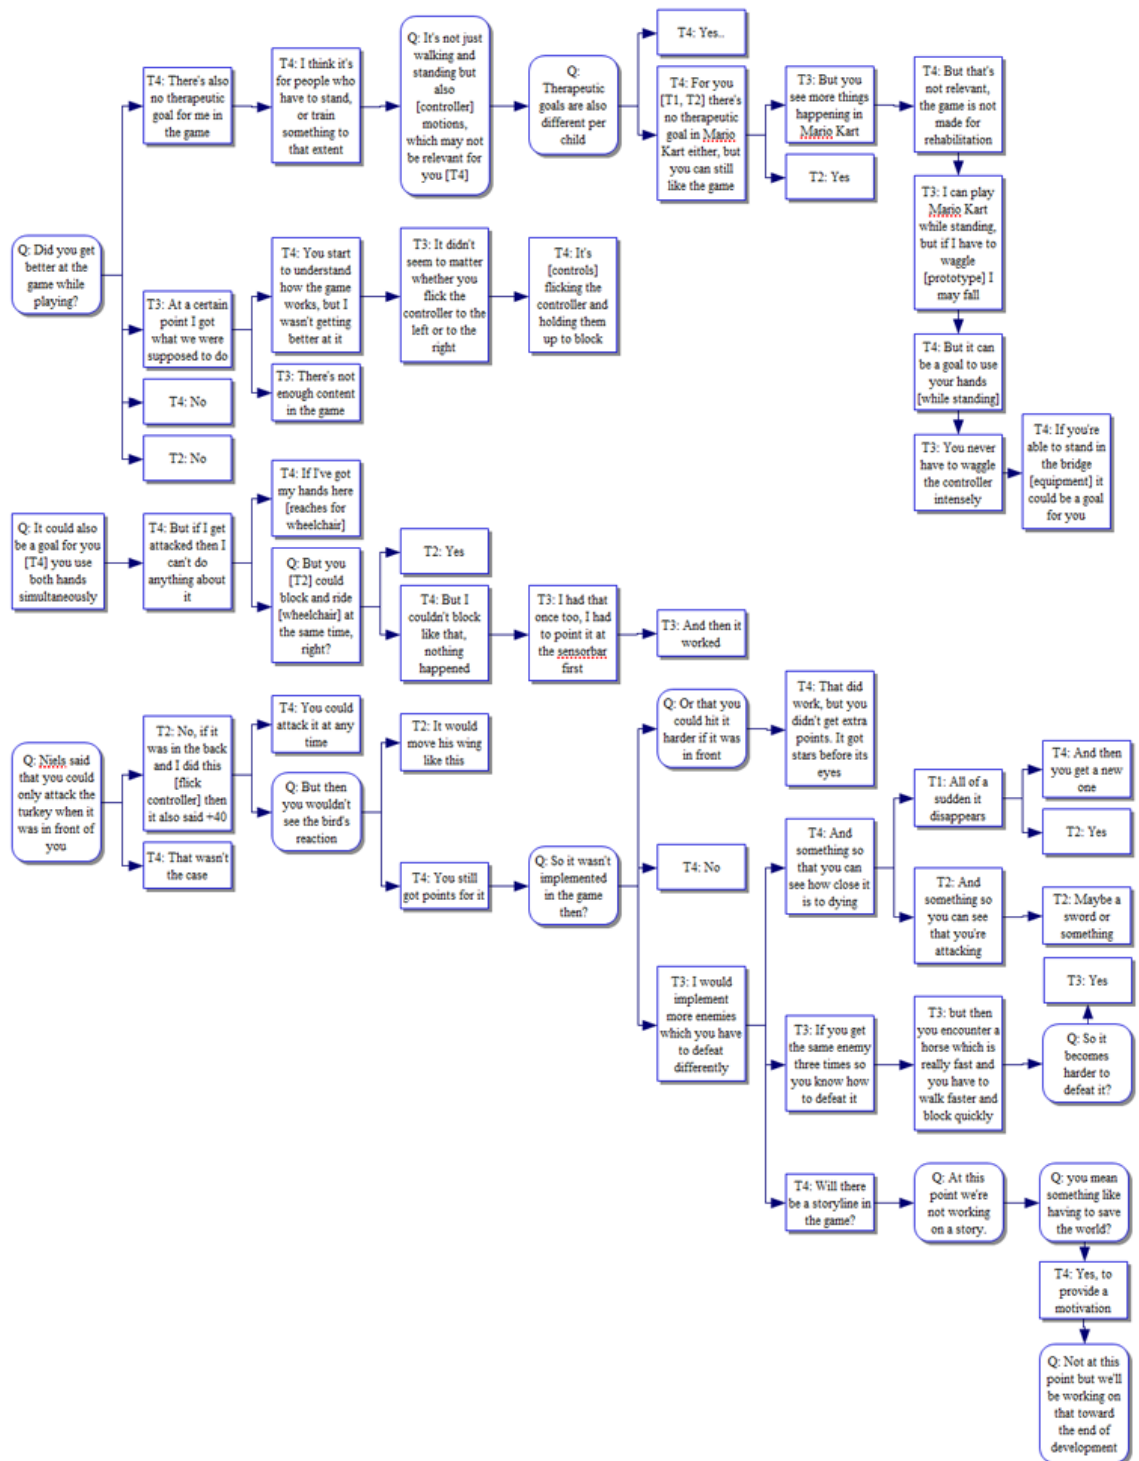 Q: Did you get
better at the
game while
playing?
T4: There's also
no therapeutic
goal for me in
the game
T4: I think it's
for people who
have to stand,
or train
something to
that extent
Q: It's not just
walking and
standing but
also
[controller]
motions,
which may not
be relevant for
you [T4]
Q:
Therapeutic
goals are also
different per
child
T4: Yes..
T4: For you
[T1, T2] there's
no therapeutic
goal in Mario
Kart either, but
you can still
like the game
T3: But you
see more things
happening in
Mario Kart
T2: Yes
T4: But that's
not relevant,
the game is not
made for
rehabilitation
T3: I can play
Mario Kart
while standing,
but if I have to
waggle
[prototype] I
may fall
T4: But it can
be a goal to use
your hands
[while standing]
T3: You never
have to waggle
the controller
intensely
T4: If you're
able to stand in
the bridge
[equipment] it
could be a goal
for you
T3: At a certain
point I got
what we were
supposed to do
T4: You start
to understand
how the game
works, but I
wasn't getting
better at it
T3: It didn't
seem to matter
whether you
flick the
controller to the
left or to the
right
T4: It's
[controls]
flicking the
controller and
holding them
up to block
T3: There's not
enough content
in the game
T4: No
T2: No
Q: It could also
be a goal for you
[T4] you use
both hands
simultaneously
T4: But if I get
attacked then I
can't do
anything about
it
T4: If I've got
my hands here
[reaches for
wheelchair]
Q: But you
[T2] could
block and ride
[wheelchair] at
the same time,
right?
T2: Yes
T4: But I
couldn't block
like that,
nothing
happened
T3: I had that
once too, I had
to point it at
the sensorbar
first
T3: And then it
worked
Q: Niels said
that you could
only attack the
turkey when it
was in front of
you
T2: No, if it
was in the back
and I did this
[flick
controller] then
it also said +40
T4: That wasn't
the case
T4: You could
attack it at any
time
Q: But then
you wouldn't
see the bird's
reaction
T2: It would
move his wing
like this
T4: You still
got points for it
Q: So it wasn't
implemented
in the game
then?
Q: Or that you
could hit it
harder if it was
in front
T4: That did
work, but you
didn't get extra
points. It got
stars before its
eyes
T4: No
T3: I would
implement
more enemies
which you have
to defeat
differently
T4: And
something so
that you can
see how close it
is to dying
T1: All of a
sudden it
disappears
T4: And then
you get a new
one
T2: Yes
T2: And
something so
you can see
that you're
attacking
T2: Maybe a
sword or
something
T3: If you get
the same enemy
three times so
you know how
to defeat it
T3: but then
you encounter a
horse which is
really fast and
you have to
walk faster and
block quickly
Q: So it
becomes
harder to
defeat it?
T3: Yes
T4: Will there
be a storyline in
the game?
Q: At this
point we're
not working
on a story.
Q: you mean
something like
having to save
the world?
T4: Yes, to
provide a
motivation
Q: Not at this
point but we'll
be working on
that toward
the end of
development